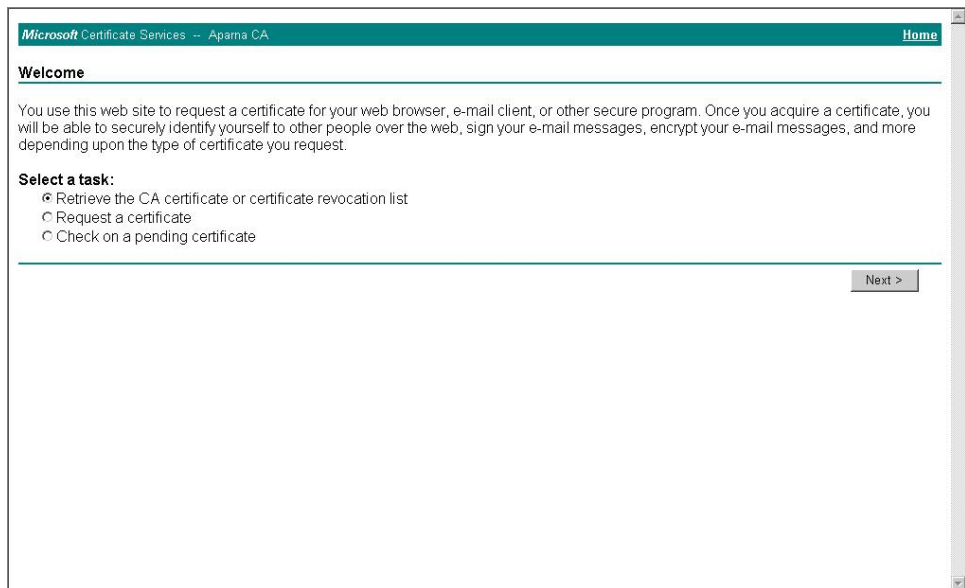 Microsoft Certificate Services -- Aparna CA Home
Welcome
You use this web site to request a certificate for your web browser, e-mail client, or other secure program. Once you acquire a certificate, you
will be able to securely identify yourself to other people over the web, sign your e-mail messages, encrypt your e-mail messages, and more
depending upon the type of certificate you request.
Select a task:
Retrieve the CA certificate or certificate revocation list
Request a certificate
Check on a pending certificate
Next >